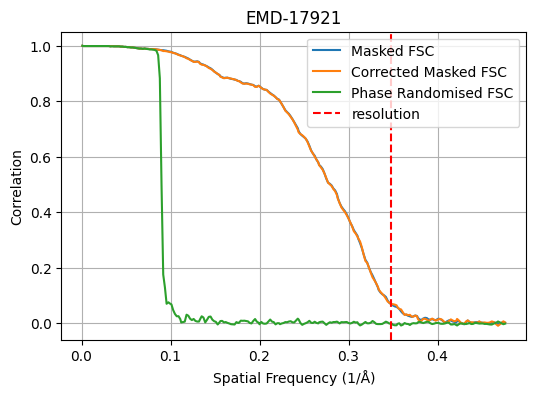 EMD-17921
Masked FSC
Corrected Masked FSC
Phase Randomised FSC
resolution
Correlation
1.0
0.8
0.6
0.4
0.2
0.0
0.0 0.1 0.2 0.3 0.4
Spatial Frequency (1/Å)